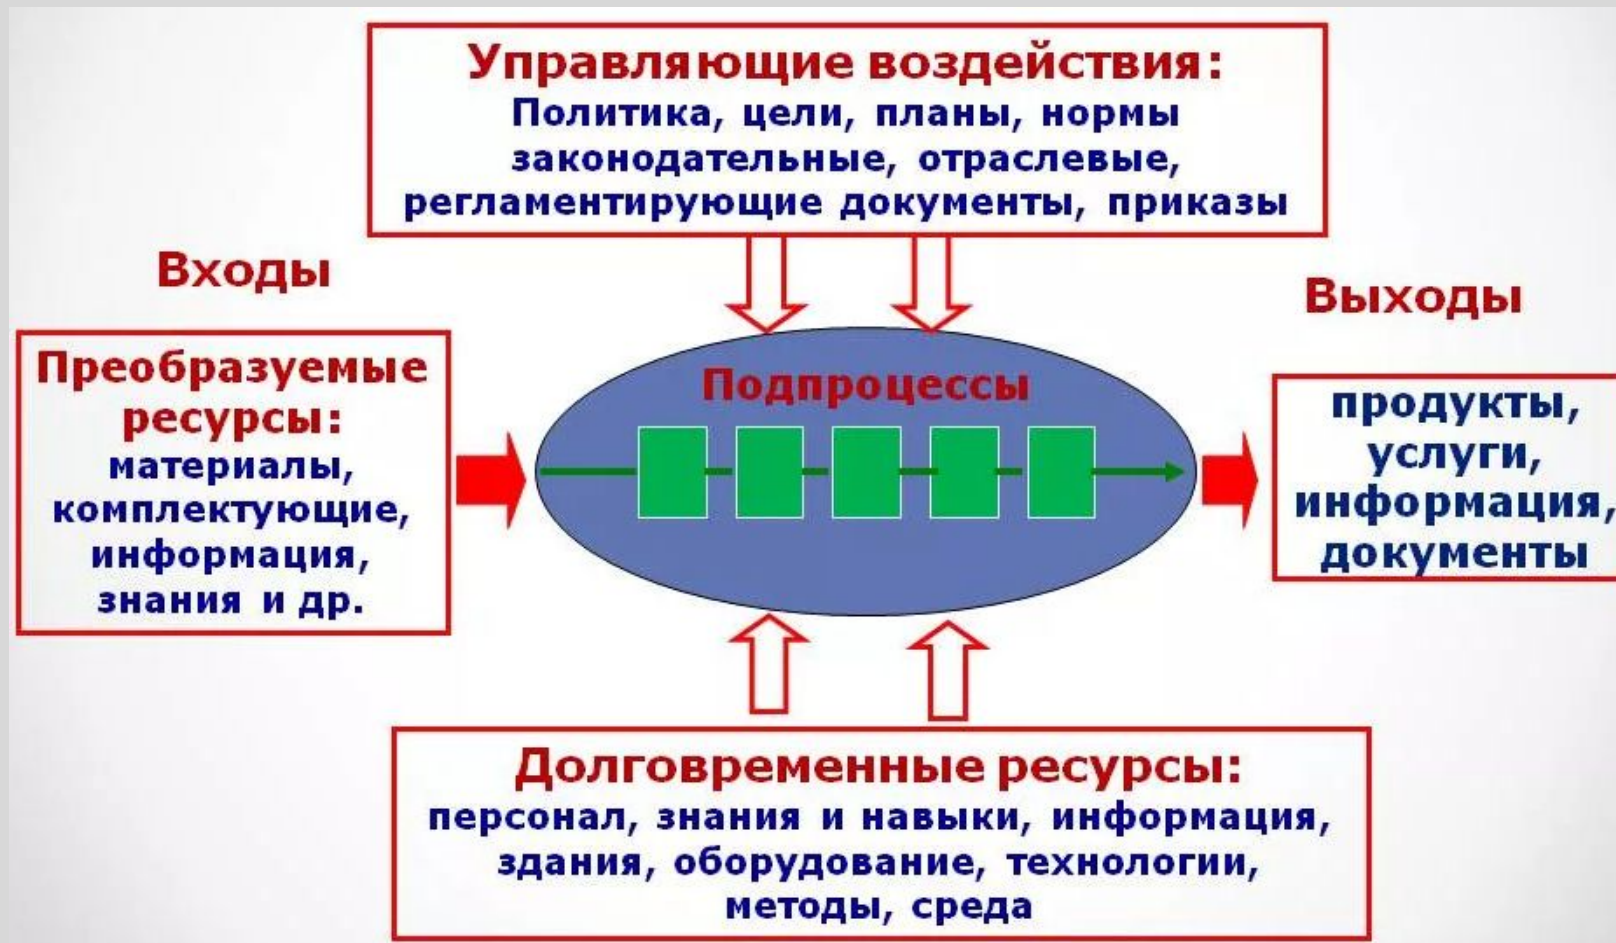 Управляющие воздействия:
Политика, цели, планы, нормы
законодательные, отраслевые,
регламентирующие документы, приказы
Входы
Выходы
Преобразуемые
ресурсы:
материалы,
комплектующие,
информация,
знания и др.
Подпроцессы
продукты,
услуги,
информация,
документы
Долговременные ресурсы:
персонал, знания и навыки, информация,
здания, оборудование, технологии,
методы, среда